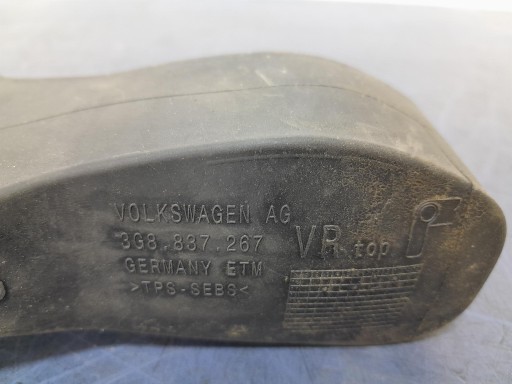 VOLKSWAGEN AG
3G8.837.267
GERMANY ETM
>TPS-SEBS<
VR top